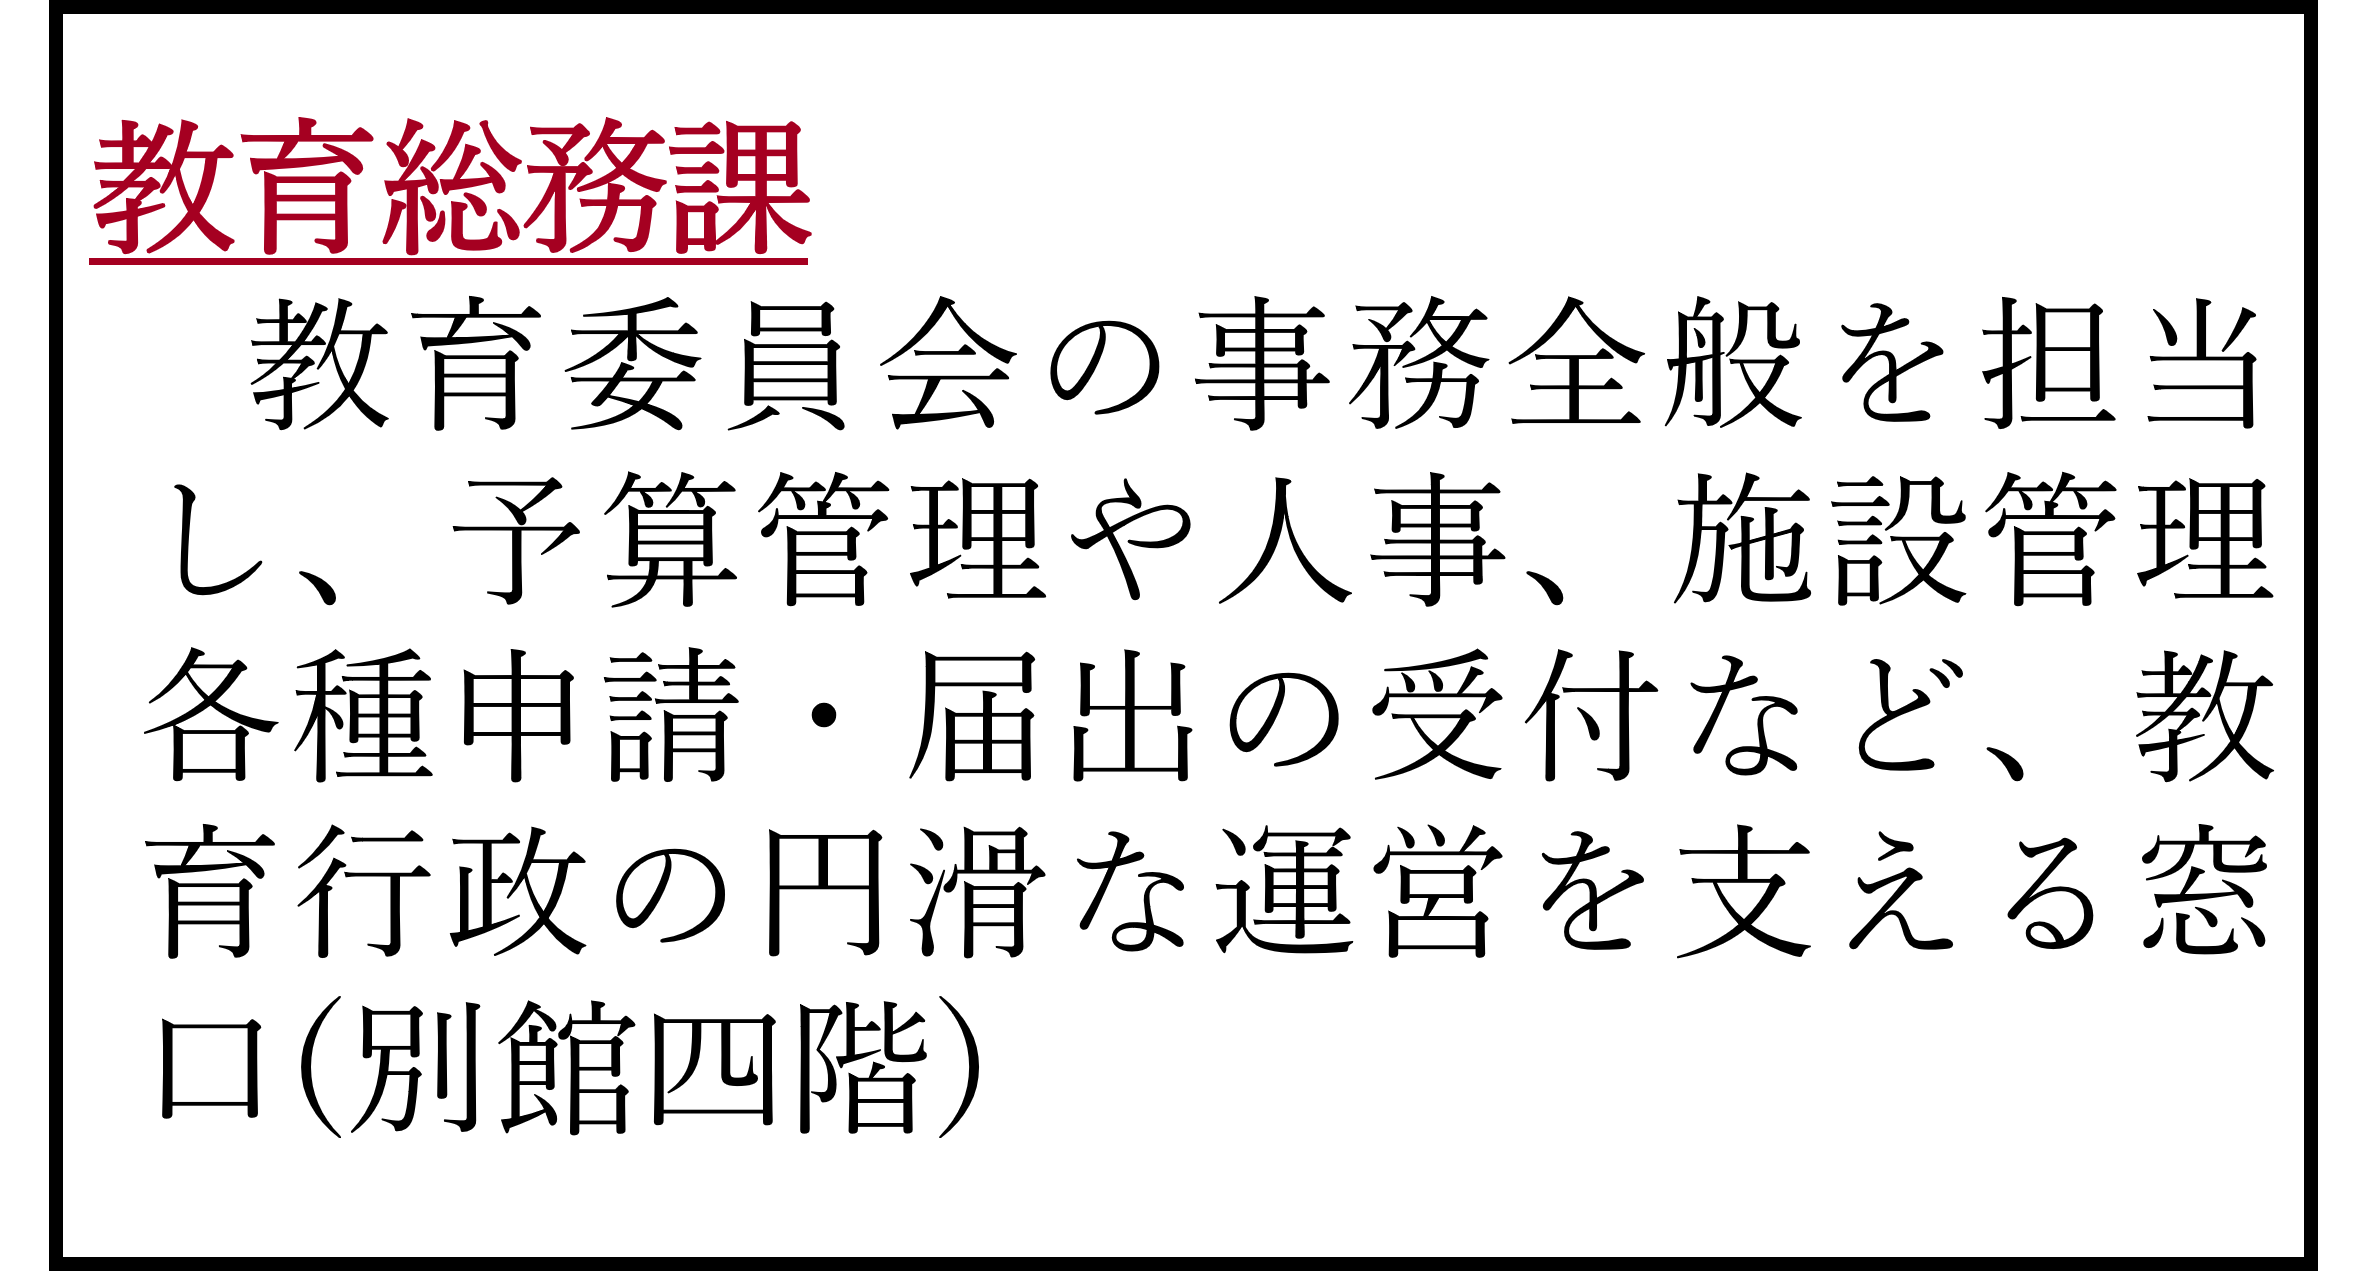 教育総務課
教育委員会の事務全般を担当
し、予算管理や人事、施設管理
各種申請・届出の受付など、教
育行政の円滑な運営を支える窓
口(別館四階)